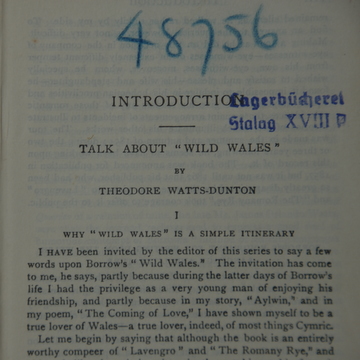 48756
INTRODUCTION
Lagerbücherei
Stalag XVIII
TALK ABOUT "WILD WALES"
BY
THEODORE WATTS-DUNTON
I
WHY "WILD WALES" IS A SIMPLE ITINERARY
I HAVE been invited by the editor of this series to say a few
words upon Borrow's "Wild Wales." The invitation has come
to me, he says, partly because during the latter days of Borrow's
life I had the privilege as a very young man of enjoying his
friendship, and partly because in my story, "Aylwin," and in
my poem, "The Coming of Love," I have shown myself to be a
true lover of Wales—a true lover, indeed, of most things Cymric.
Let me begin by saying that although the book is an entirely
worthy compeer of "Lavengro" and "The Romany Rye," and